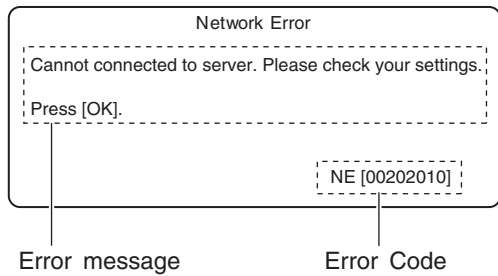 Network Error
Cannot connected to server. Please check your settings.
Press [OK].
NE [00202010]
Error message
Error Code